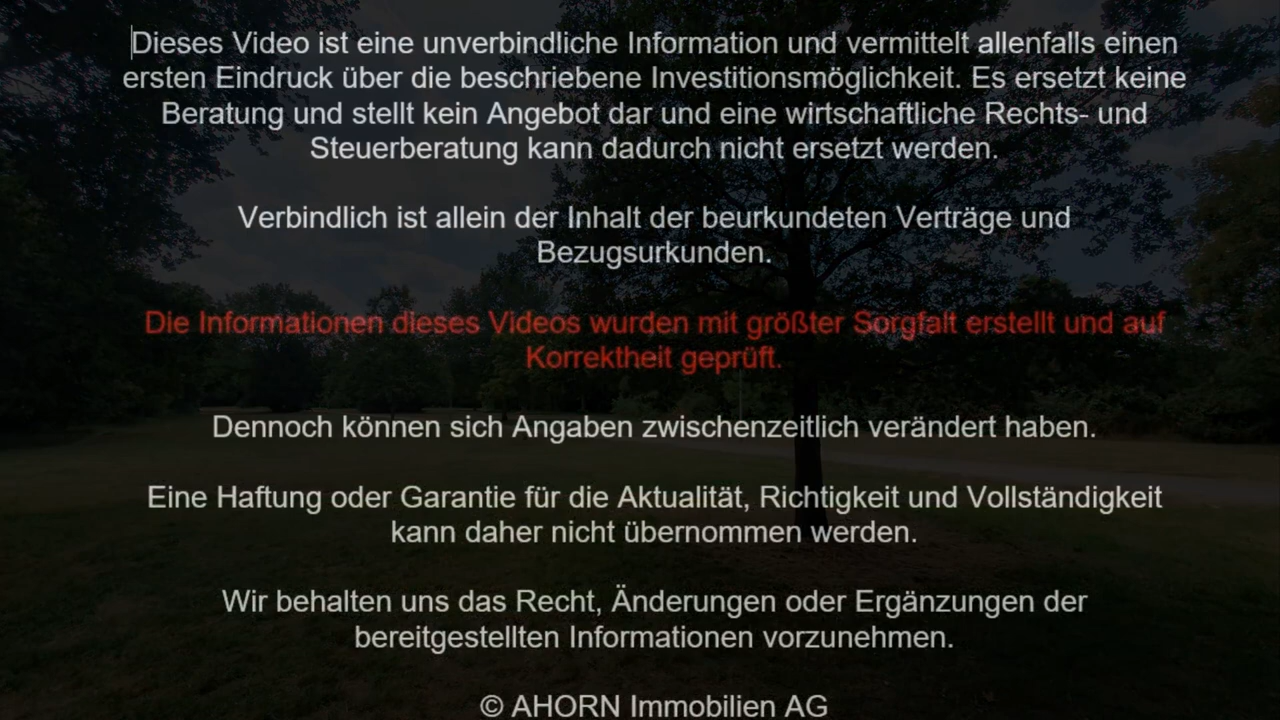 Dieses Video ist eine unverbindliche Information und vermittelt allenfalls einen
ersten Eindruck über die beschriebene Investitionsmöglichkeit. Es ersetzt keine
Beratung und stellt kein Angebot dar und eine wirtschaftliche Rechts- und
Steuerberatung kann dadurch nicht ersetzt werden.
Verbindlich ist allein der Inhalt der beurkundeten Verträge und
Bezugsurkunden.
Die Informationen dieses Videos wurden mit größter Sorgfalt erstellt und auf
Korrektheit geprüft.
Dennoch können sich Angaben zwischenzeitlich verändert haben.
Eine Haftung oder Garantie für die Aktualität, Richtigkeit und Vollständigkeit
kann daher nicht übernommen werden.
Wir behalten uns das Recht, Änderungen oder Ergänzungen der
bereitgestellten Informationen vorzunehmen.
© AHORN Immobilien AG